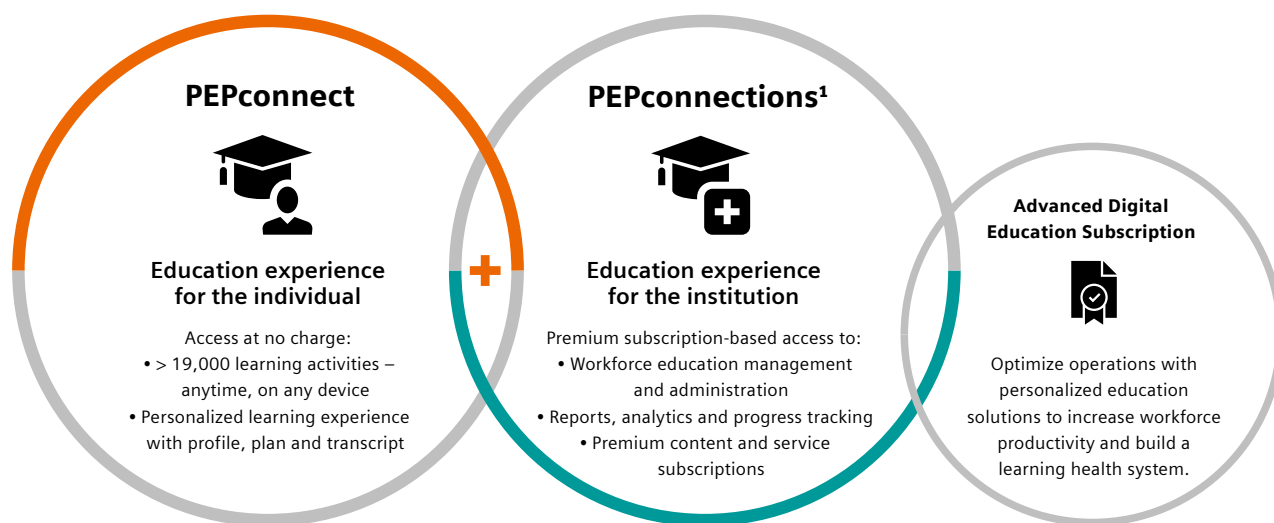 PEPconnect
Education experience
for the individual
Access at no charge:
• > 19,000 learning activities –
anytime, on any device
• Personalized learning experience
with profile, plan and transcript
PEPconnections¹
Education experience
for the institution
Premium subscription-based access to:
• Workforce education management
and administration
• Reports, analytics and progress tracking
• Premium content and service
subscriptions
Advanced Digital
Education Subscription
Optimize operations with
personalized education
solutions to increase workforce
productivity and build a
learning health system.